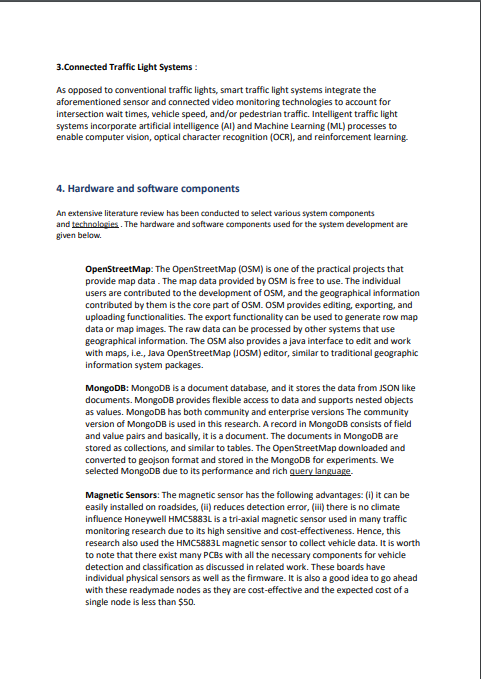 3.Connected Traffic Light Systems :
As opposed to conventional traffic lights, smart traffic light systems integrate the
aforementioned sensor and connected video monitoring technologies to account for
intersection wait times, vehicle speed, and/or pedestrian traffic. Intelligent traffic light
systems incorporate artificial intelligence (AI) and Machine Learning (ML) processes to
enable computer vision, optical character recognition (OCR), and reinforcement learning.
4. Hardware and software components
An extensive literature review has been conducted to select various system components
and technologies . The hardware and software components used for the system development are
given below.
OpenStreetMap: The OpenStreetMap (OSM) is one of the practical projects that
provide map data . The map data provided by OSM is free to use. The individual
users are contributed to the development of OSM, and the geographical information
contributed by them is the core part of OSM. OSM provides editing, exporting, and
uploading functionalities. The export functionality can be used to generate row map
data or map images. The raw data can be processed by other systems that use
geographical information. The OSM also provides a java interface to edit and work
with maps, i.e., Java OpenStreetMap (JOSM) editor, similar to traditional geographic
information system packages.
MongoDB: MongoDB is a document database, and it stores the data from JSON like
documents. MongoDB provides flexible access to data and supports nested objects
as values. MongoDB has both community and enterprise versions The community
version of MongoDB is used in this research. A record in MongoDB consists of field
and value pairs and basically, it is a document. The documents in MongoDB are
stored as collections, and similar to tables. The OpenStreetMap downloaded and
converted to geojson format and stored in the MongoDB for experiments. We
selected MongoDB due to its performance and rich query language.
Magnetic Sensors: The magnetic sensor has the following advantages: (i) it can be
easily installed on roadsides, (ii) reduces detection error, (iii) there is no climate
influence Honeywell HMC5883L is a tri-axial magnetic sensor used in many traffic
monitoring research due to its high sensitive and cost-effectiveness. Hence, this
research also used the HMC5883L magnetic sensor to collect vehicle data. It is worth
to note that there exist many PCBs with all the necessary components for vehicle
detection and classification as discussed in related work. These boards have
individual physical sensors as well as the firmware. It is also a good idea to go ahead
with these readymade nodes as they are cost-effective and the expected cost of a
single node is less than $50.